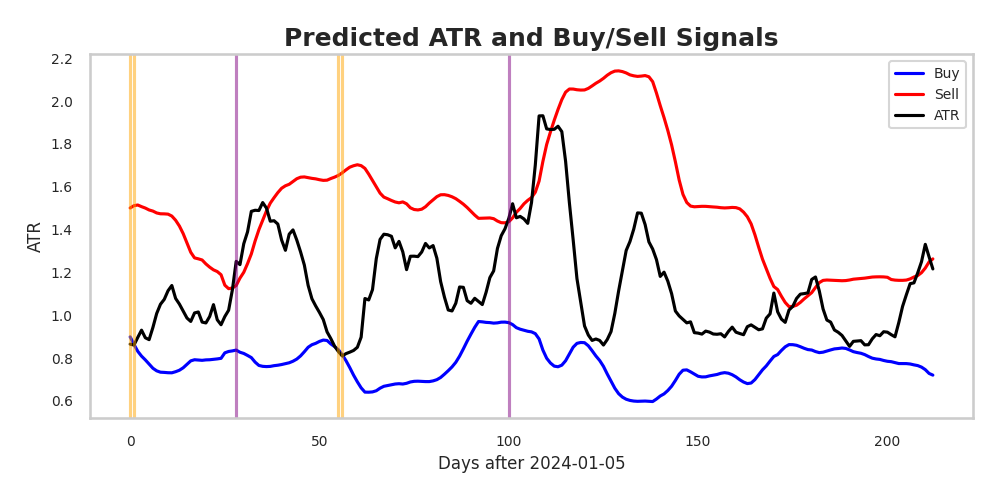 Predicted ATR and Buy/Sell Signals
Buy
Sell
ATR
ATR
2.2
2.0
1.8
1.6
1.4
1.2
1.0
0.8
0.6
0 50 100 150 200
Days after 2024-01-05